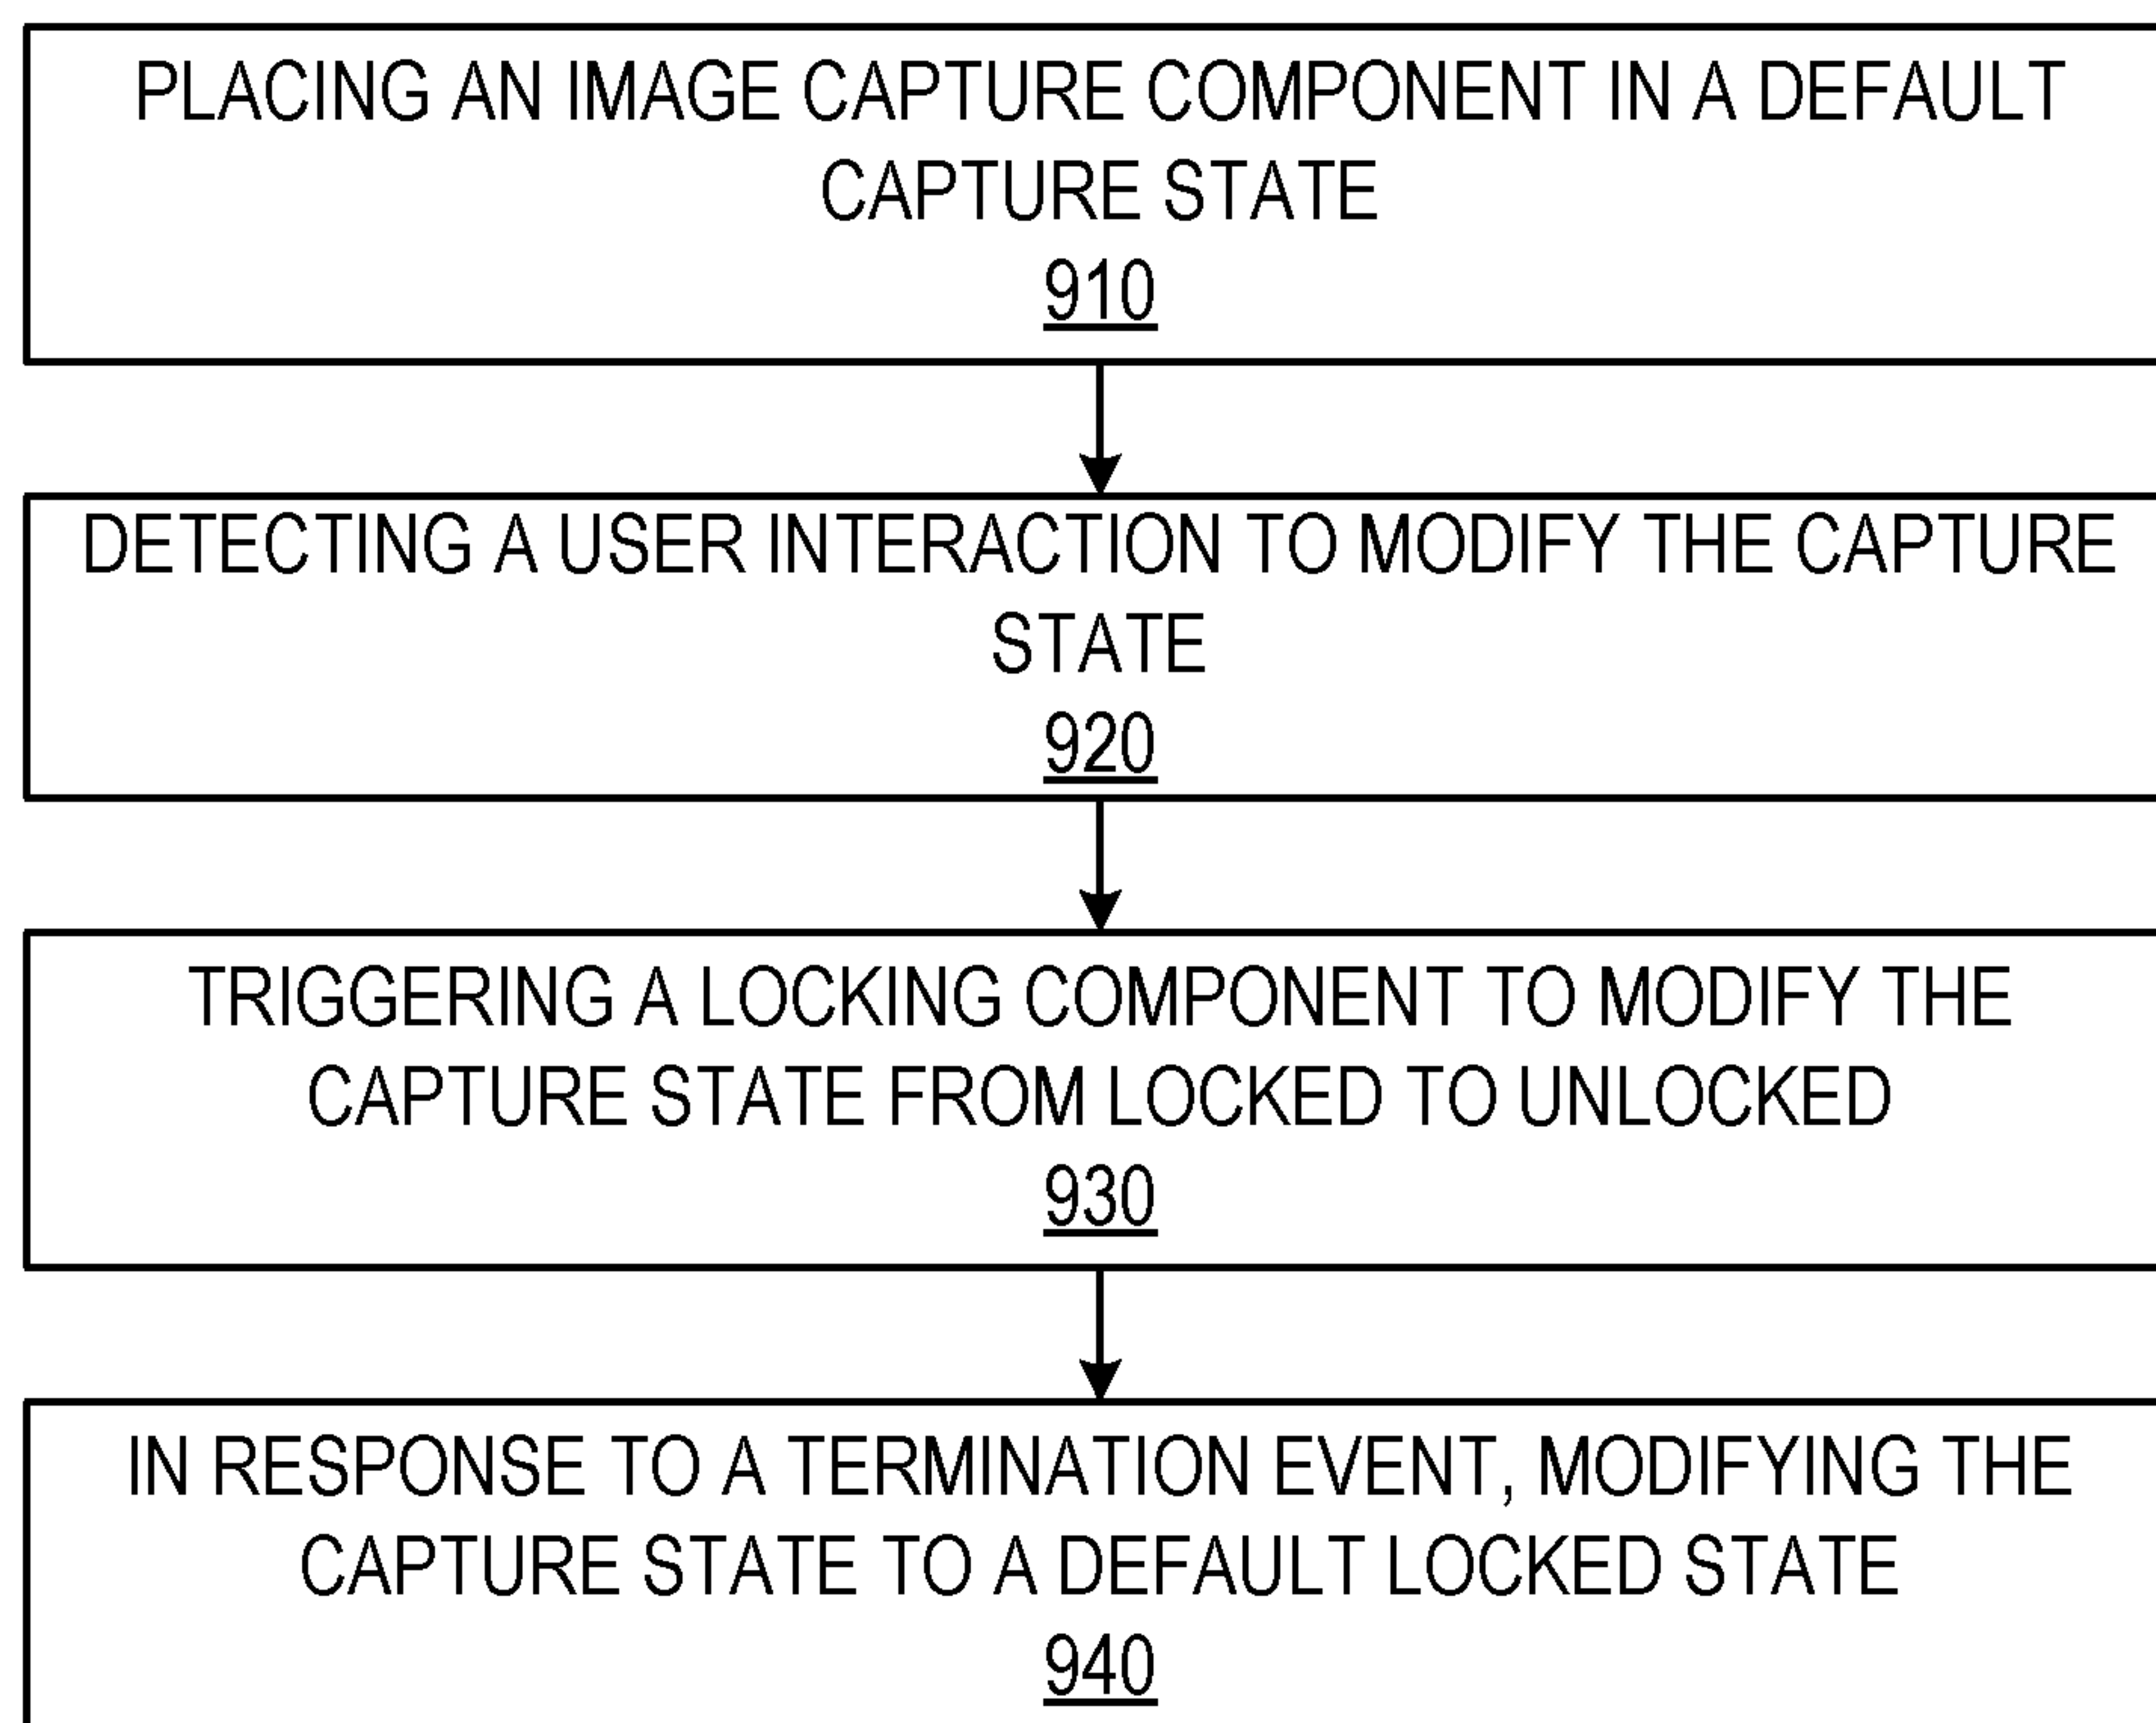 PLACING AN IMAGE CAPTURE COMPONENT IN A DEFAULT
CAPTURE STATE
910
DETECTING A USER INTERACTION TO MODIFY THE CAPTURE
STATE
920
TRIGGERING A LOCKING COMPONENT TO MODIFY THE
CAPTURE STATE FROM LOCKED TO UNLOCKED
930
IN RESPONSE TO A TERMINATION EVENT, MODIFYING THE
CAPTURE STATE TO A DEFAULT LOCKED STATE
940